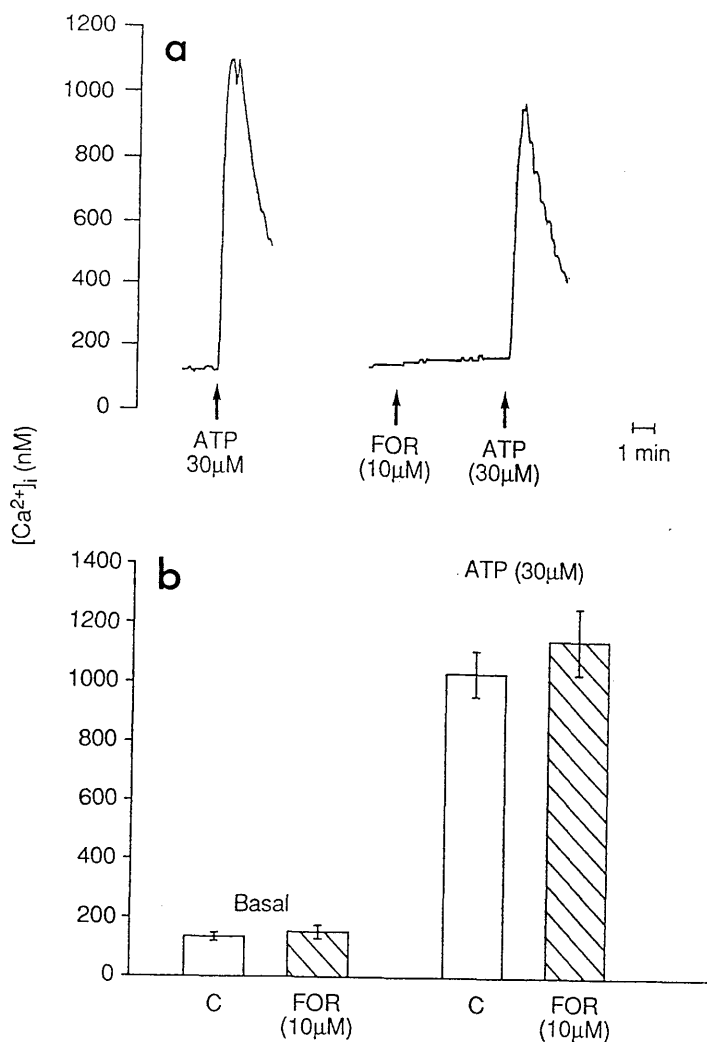 a
1200
1000
800
600
400
200
0
ATP
30μM
FOR
(10μM)
ATP
(30μM)
1 min
[Ca²⁺]ᵢ (nM)
b
1400
1200
1000
800
600
400
200
0
Basal
ATP (30μM)
C
FOR
(10μM)
C
FOR
(10μM)